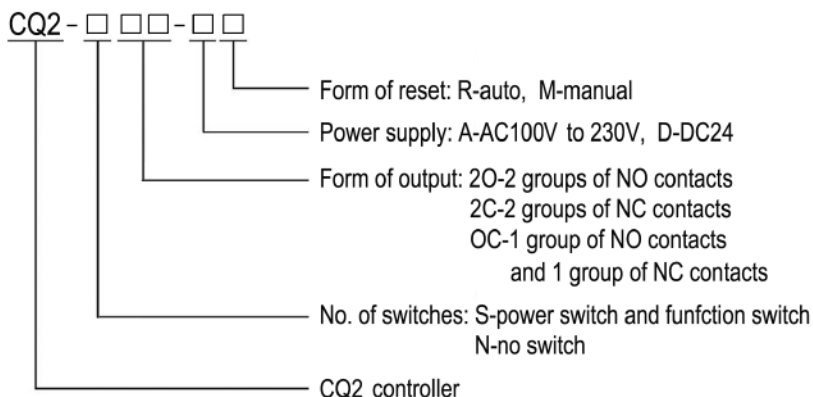 CQ2-□ □□-□ □
Form of reset: R-auto, M-manual
Power supply: A-AC100V to 230V, D-DC24
Form of output: 2O-2 groups of NO contacts
2C-2 groups of NC contacts
OC-1 group of NO contacts
and 1 group of NC contacts
No. of switches: S-power switch and funfction switch
N-no switch
CQ2 controller